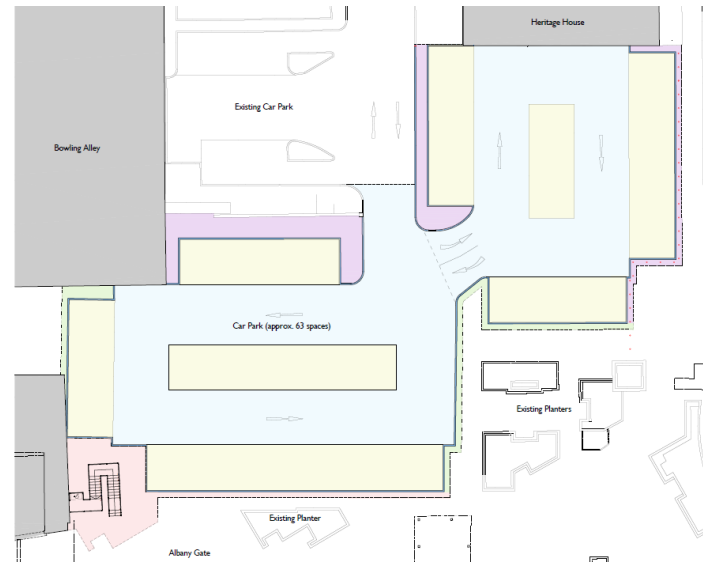 Heritage House
Existing Car Park
Bowling Alley
Car Park (approx. 63 spaces)
Existing Planters
Existing Planter
Albany Gate